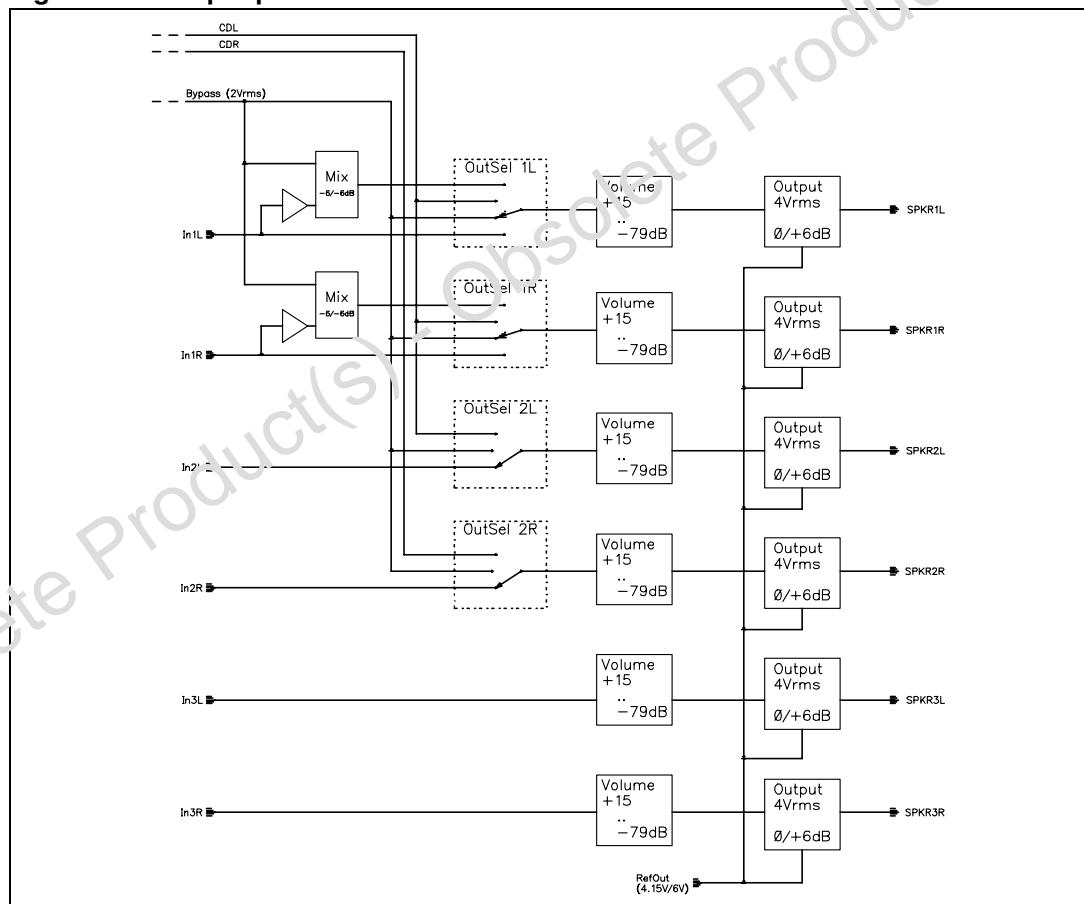 CDL
CDR
Bypass (2Vrms)
Mix
-6/-6dB
In1L
OutSel 1L
Volume
+15
..
-79dB
Output
4Vrms
Ø/+6dB
SPKR1L
Mix
-6/-6dB
In1R
OutSel 1R
Volume
+15
..
-79dB
Output
4Vrms
Ø/+6dB
SPKR1R
In2L
OutSel 2L
Volume
+15
..
-79dB
Output
4Vrms
Ø/+6dB
SPKR2L
In2R
OutSel 2R
Volume
+15
..
-79dB
Output
4Vrms
Ø/+6dB
SPKR2R
In3L
Volume
+15
..
-79dB
Output
4Vrms
Ø/+6dB
SPKR3L
In3R
Volume
+15
..
-79dB
Output
4Vrms
Ø/+6dB
SPKR3R
RefOut
(4.15V/6V)
Product(s) - Obsolete Product